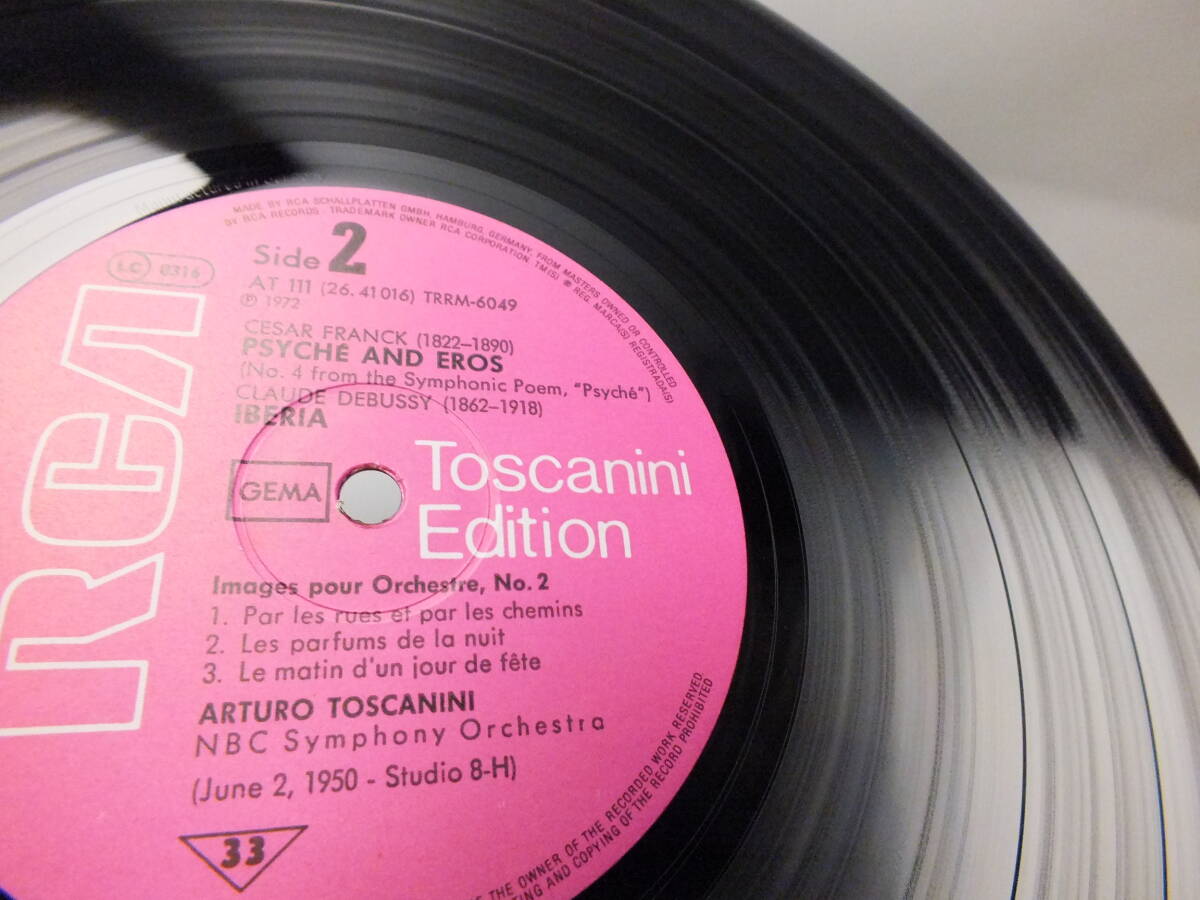 Manufactured in
MADE BY RCA SCHALLPLATTEN GMBH, HAMBURG, GERMANY, FROM MASTERS OWNED OR CONTROLLED
BY RCA RECORDS · TRADEMARK OWNER RCA CORPORATION TM(S) ® REG. MARCA(S) REGISTRADA(S)
Side 2
LC 0316
AT 111 (26.41 016) TRRM-6049
Ⓟ 1972
CESAR FRANCK (1822–1890)
PSYCHÉ AND EROS
(No. 4 from the Symphonic Poem, "Psyché")
CLAUDE DEBUSSY (1862–1918)
IBERIA
RCA
GEMA
Toscanini
Edition
Images pour Orchestre, No. 2
1. Par les rues et par les chemins
2. Les parfums de la nuit
3. Le matin d'un jour de fête
ARTURO TOSCANINI
NBC Symphony Orchestra
(June 2, 1950 - Studio 8-H)
33
THE OWNER OF THE RECORDED WORK RESERVED
AND COPYING OF THE RECORD PROHIBITED